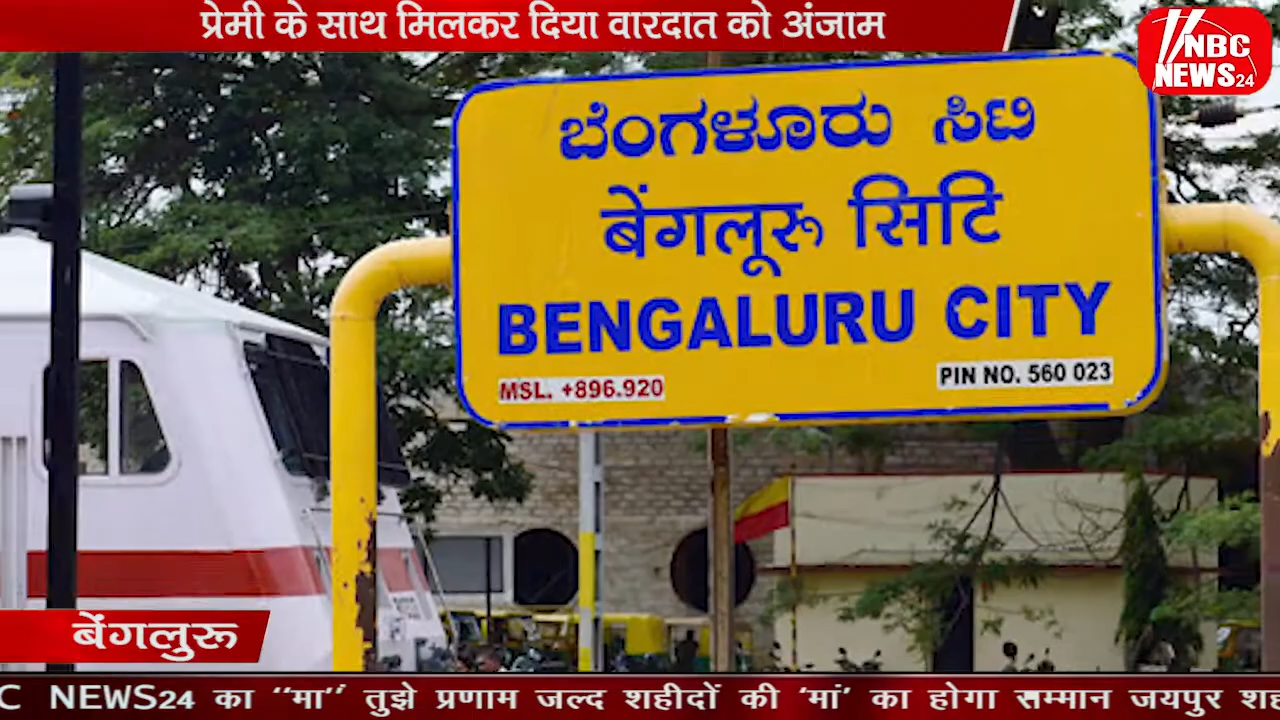 प्रेमी के साथ मिलकर दिया वारदात को अंजाम
NBC
NEWS24
ಬೆಂಗಳೂರು ಸಿಟಿ
बेंगलूरू सिटि
BENGALURU CITY
MSL. +896.920
PIN NO. 560 023
बेंगलुरू
C NEWS24 का "मा" तुझे प्रणाम जल्द शहीदों की 'मां' का होगा सम्मान जयपुर